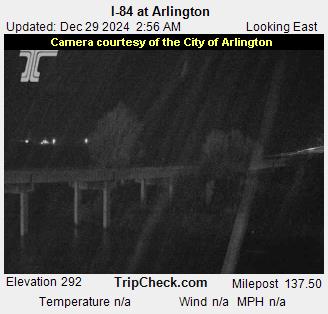 I-84 at Arlington
Updated: Dec 29 2024 2:56 AM Looking East
Camera courtesy of the City of Arlington
Elevation 292 TripCheck.com Milepost 137.50
Temperature n/a Wind n/a MPH n/a